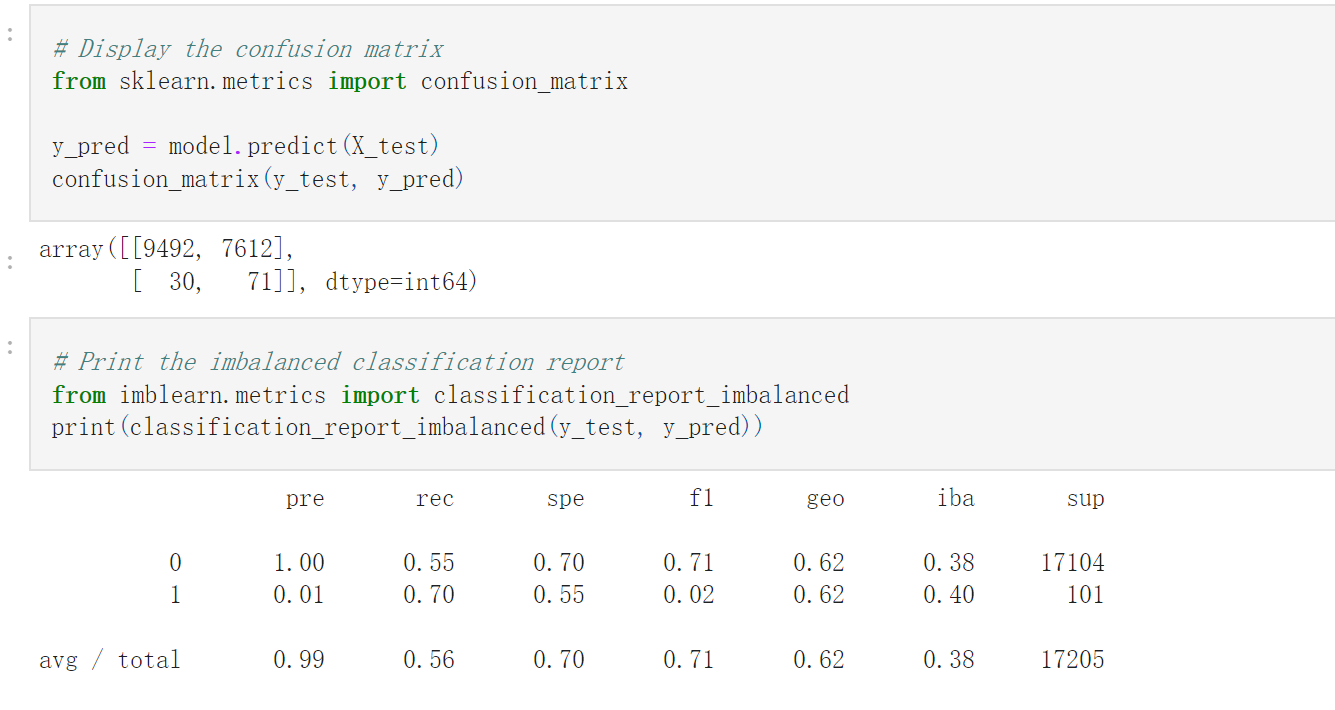 # Display the confusion matrix
from sklearn.metrics import confusion_matrix
y_pred = model.predict(X_test)
confusion_matrix(y_test, y_pred)
array([[9492, 7612],
[ 30, 71]], dtype=int64)
# Print the imbalanced classification report
from imblearn.metrics import classification_report_imbalanced
print(classification_report_imbalanced(y_test, y_pred))
pre rec spe f1 geo iba sup
0 1.00 0.55 0.70 0.71 0.62 0.38 17104
1 0.01 0.70 0.55 0.02 0.62 0.40 101
avg / total 0.99 0.56 0.70 0.71 0.62 0.38 17205